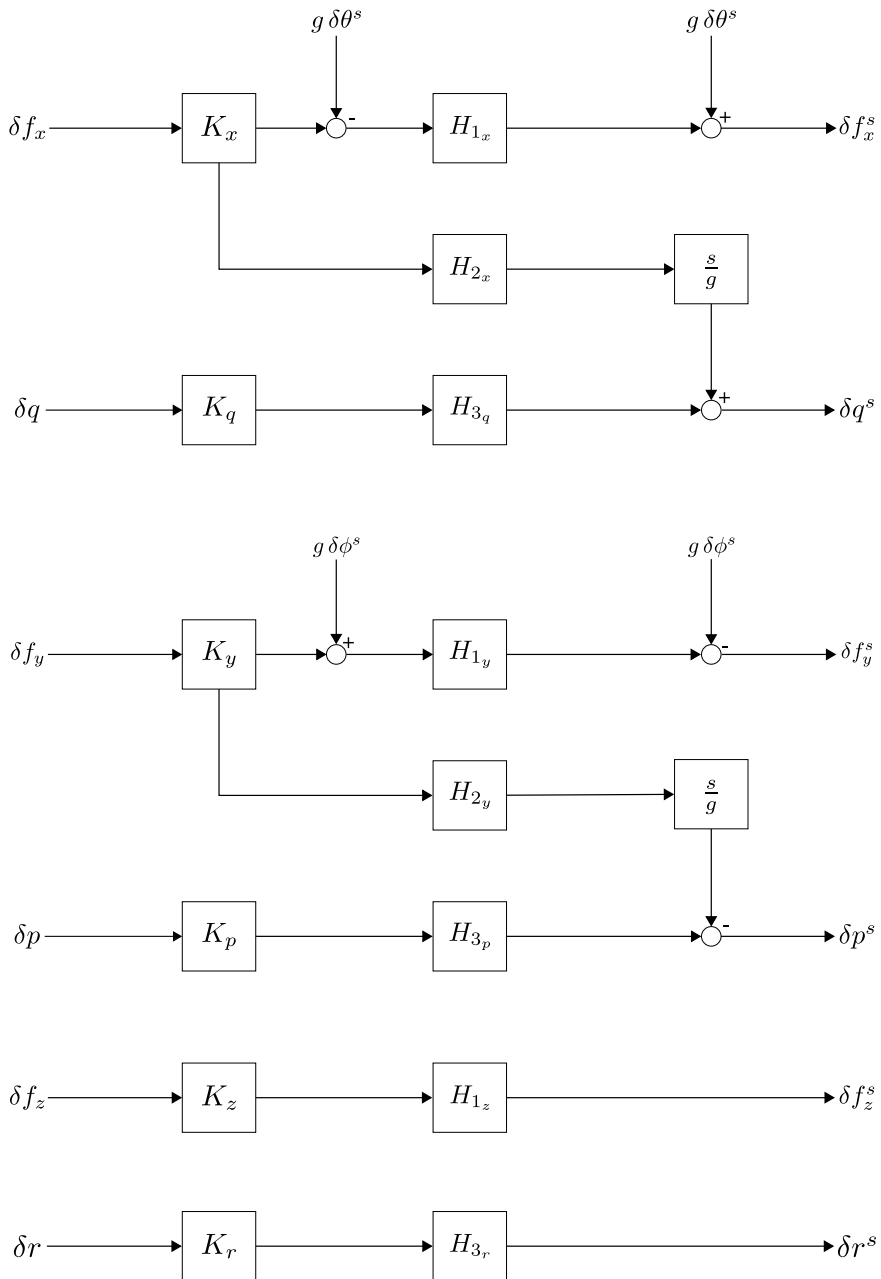 g δθ^s g δθ^s
δf_x K_x - H_{1_x} + δf_x^s
H_{2_x} s/g
δq K_q H_{3_q} + δq^s
g δϕ^s g δϕ^s
δf_y K_y + H_{1_y} - δf_y^s
H_{2_y} s/g
δp K_p H_{3_p} - δp^s
δf_z K_z H_{1_z} δf_z^s
δr K_r H_{3_r} δr^s